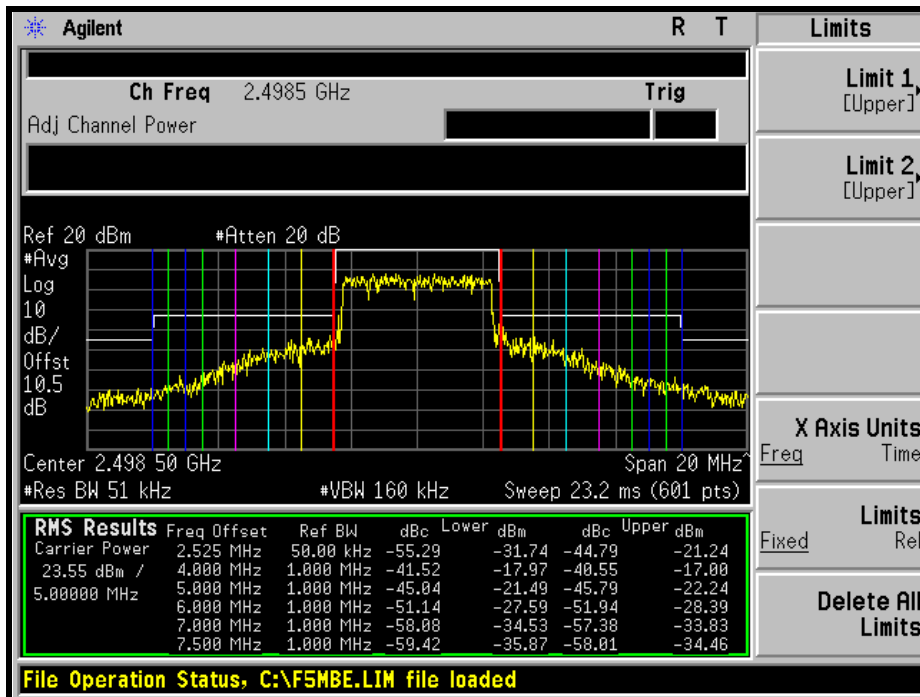 Agilent R T
Ch Freq 2.4985 GHz Trig
Adj Channel Power
Ref 20 dBm #Atten 20 dB
#Avg
Log
10
dB/
Offst
10.5
dB
Center 2.498 50 GHz Span 20 MHz^
#Res BW 51 kHz #VBW 160 kHz Sweep 23.2 ms (601 pts)
RMS Results Freq Offset Ref BW dBc Lower dBm dBc Upper dBm
Carrier Power 2.525 MHz 50.00 kHz -55.29 -31.74 -44.79 -21.24
23.55 dBm / 4.000 MHz 1.000 MHz -41.52 -17.97 -40.55 -17.00
5.00000 MHz 5.000 MHz 1.000 MHz -45.04 -21.49 -45.79 -22.24
6.000 MHz 1.000 MHz -51.14 -27.59 -51.94 -28.39
7.000 MHz 1.000 MHz -58.08 -34.53 -57.38 -33.83
7.500 MHz 1.000 MHz -59.42 -35.87 -58.01 -34.46
File Operation Status, C:\F5MBE.LIM file loaded
Limits
Limit 1
[Upper]
Limit 2
[Upper]
X Axis Units
Freq Time
Limits
Fixed Rel
Delete All
Limits